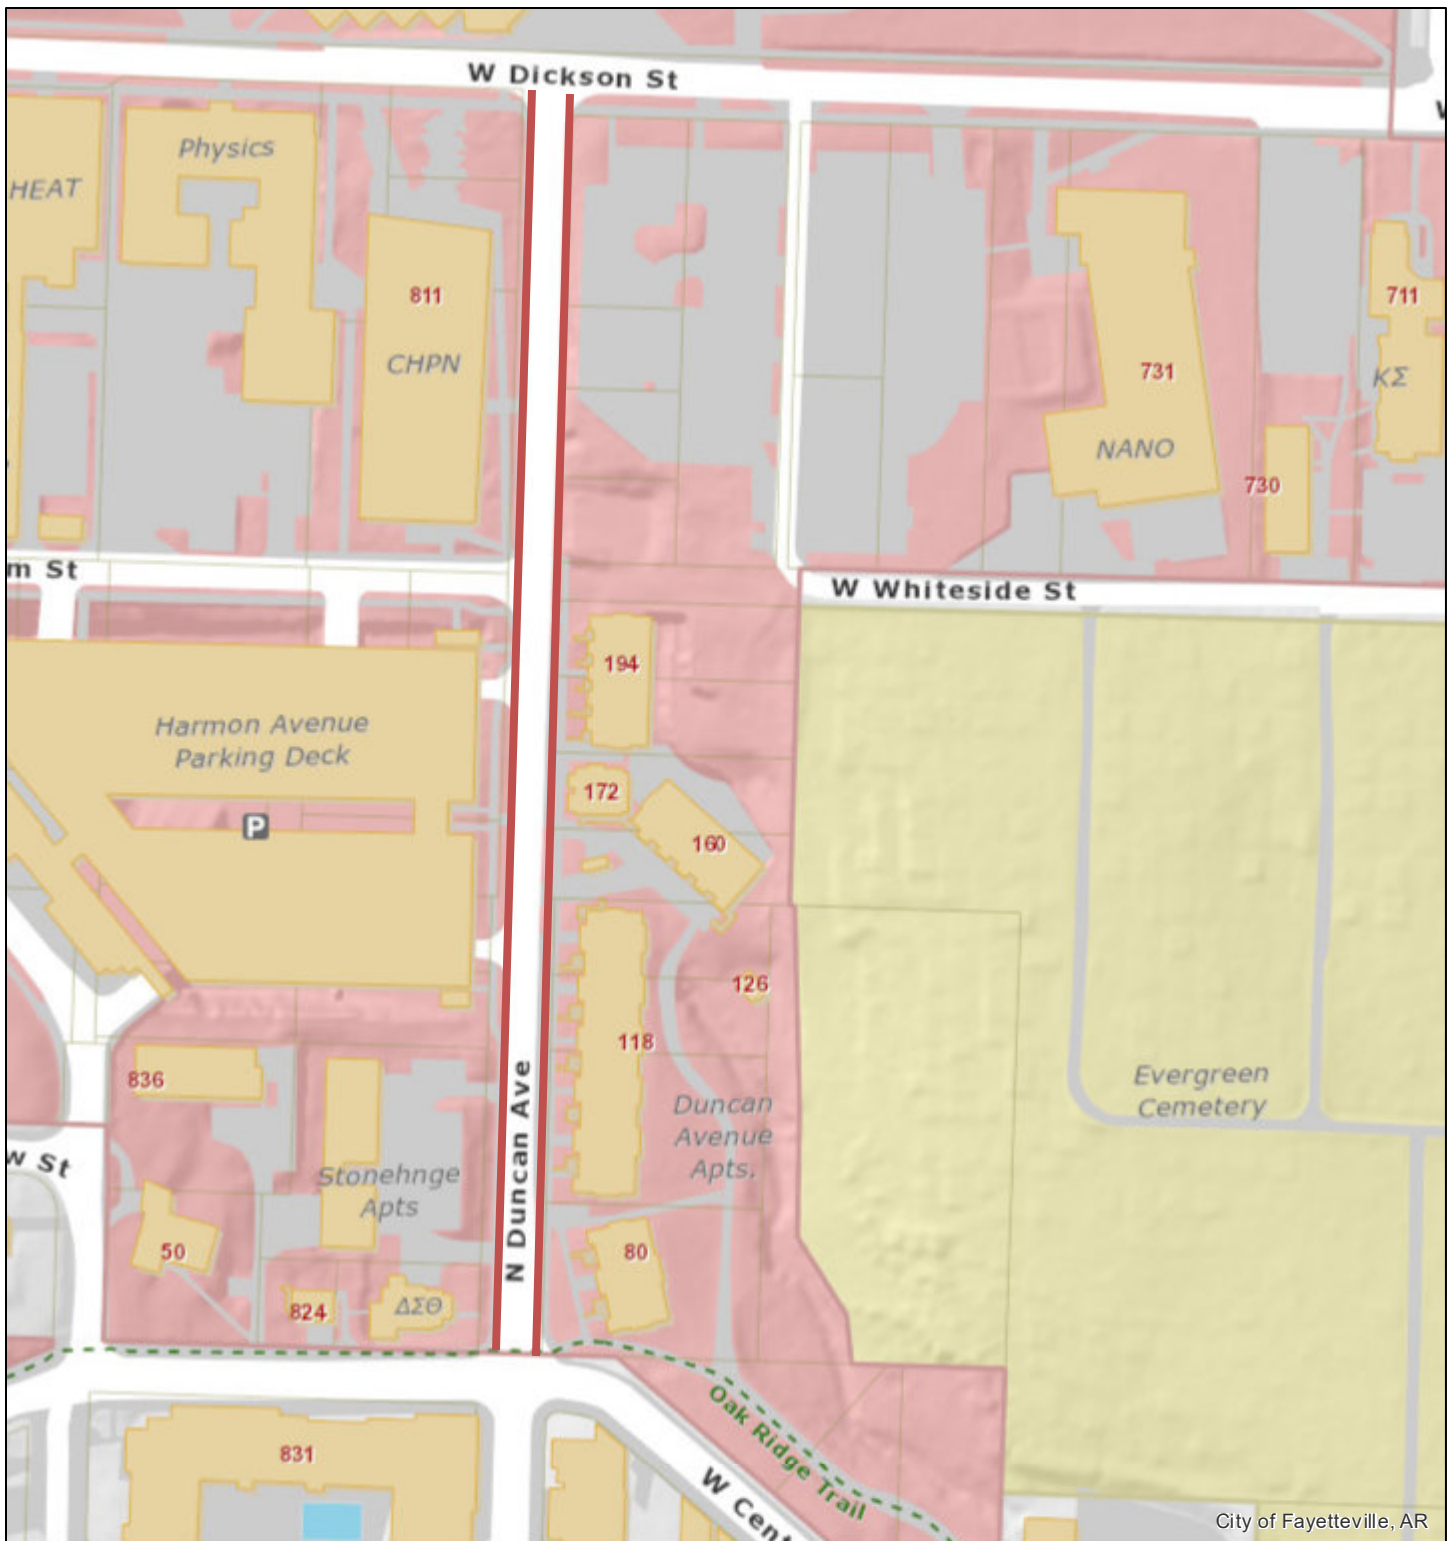 W Dickson St
Physics
HEAT
811
711
CHPN
731
ΚΣ
NANO
730
m St
W Whiteside St
194
Harmon Avenue
Parking Deck
172
P
160
126
118
836
Evergreen
Cemetery
Duncan
Avenue
Apts.
N Duncan Ave
w St
Stonehnge
Apts
50
80
824
ΔΣΘ
Oak Ridge Trail
831
W Cent
City of Fayetteville, AR